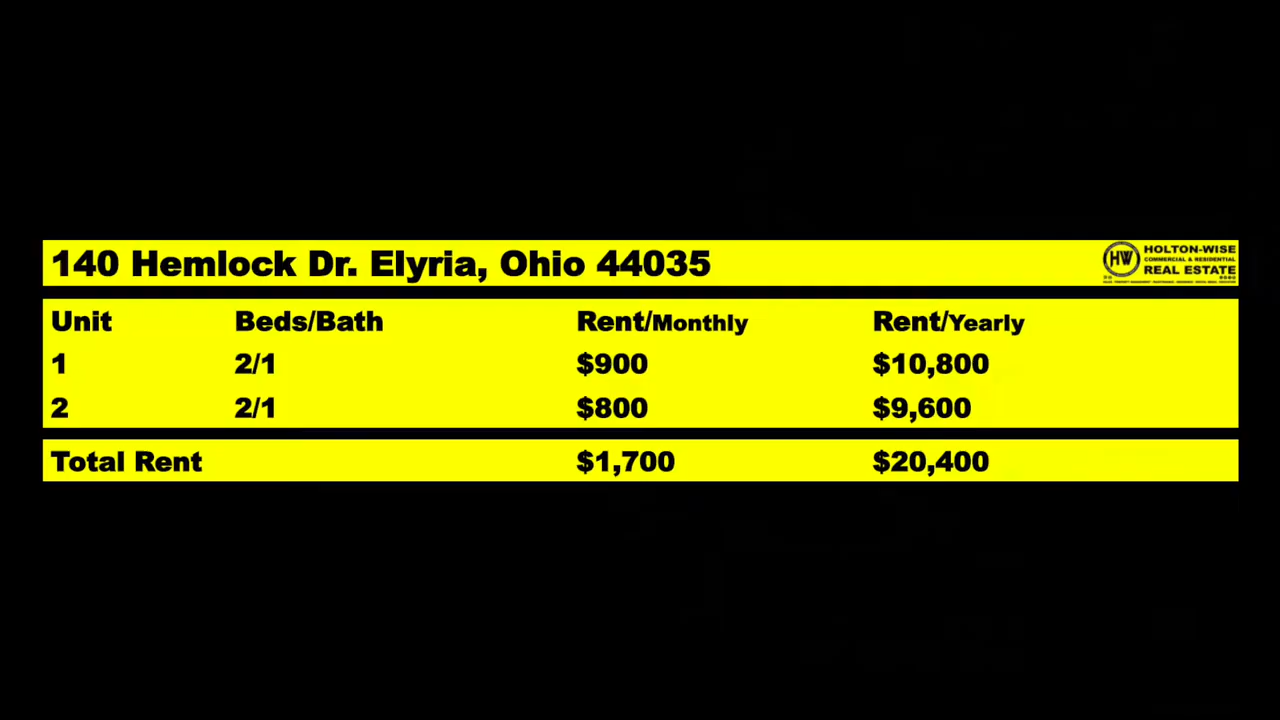 140 Hemlock Dr. Elyria, Ohio 44035
HW
HOLTON-WISE
COMMERCIAL & RESIDENTIAL
REAL ESTATE
Unit Beds/Bath Rent/Monthly Rent/Yearly
1 2/1 $900 $10,800
2 2/1 $800 $9,600
Total Rent $1,700 $20,400